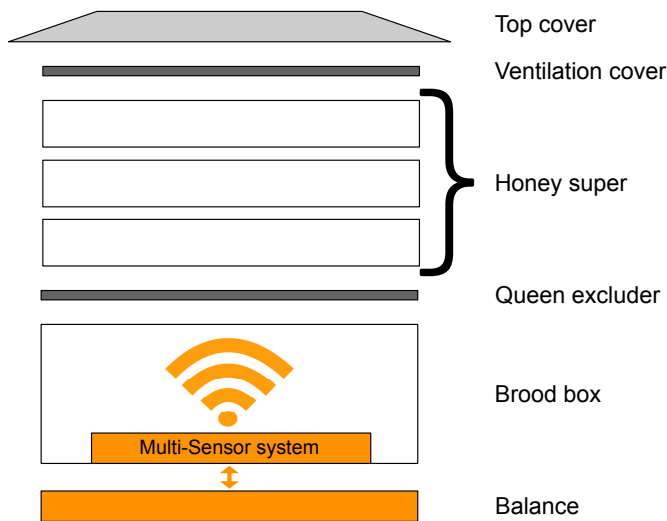 Top cover
Ventilation cover
Honey super
Queen excluder
Brood box
Multi-Sensor system
Balance